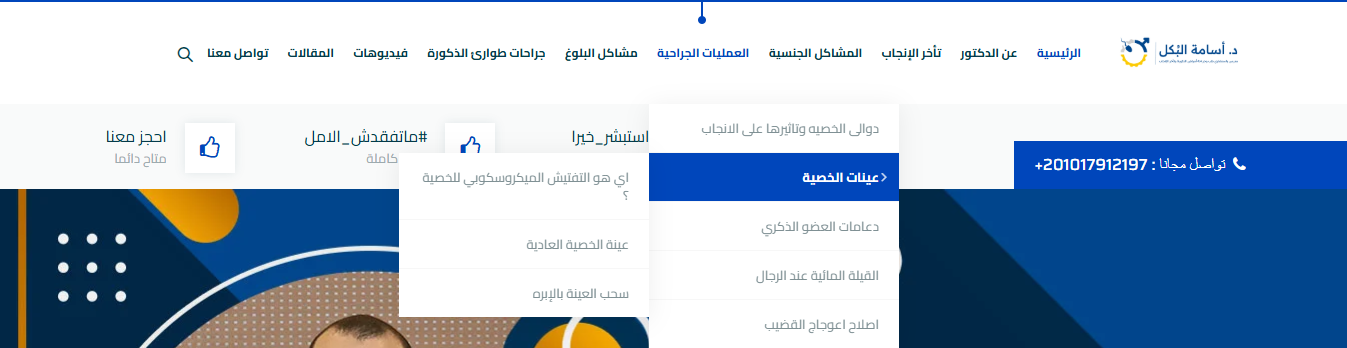 د. أسامة البُكل
الرئيسية
عن الدكتور
تأخر الإنجاب
المشاكل الجنسية
العمليات الجراحية
مشاكل البلوغ
جراحات طوارئ الذكورة
فيديوهات
المقالات
تواصل معنا
تواصل مجانا : 201017912197+
استبشر_خيرا
#ماتفقدش_الامل
كاملة
احجز معنا
متاح دائما
دوالى الخصيه وتاثيرها على الانجاب
عينات الخصية
دعامات العضو الذكري
القيلة المائية عند الرجال
اصلاح اعوجاج القضيب
اي هو التفتيش الميكروسكوبي للخصية
؟
عينة الخصية العادية
سحب العينة بالإبره